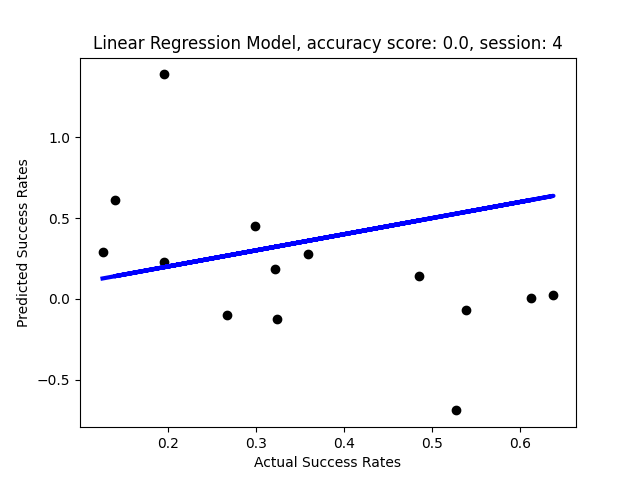 Linear Regression Model, accuracy score: 0.0, session: 4
1.0
0.5
0.0
−0.5
Predicted Success Rates
0.2 0.3 0.4 0.5 0.6
Actual Success Rates